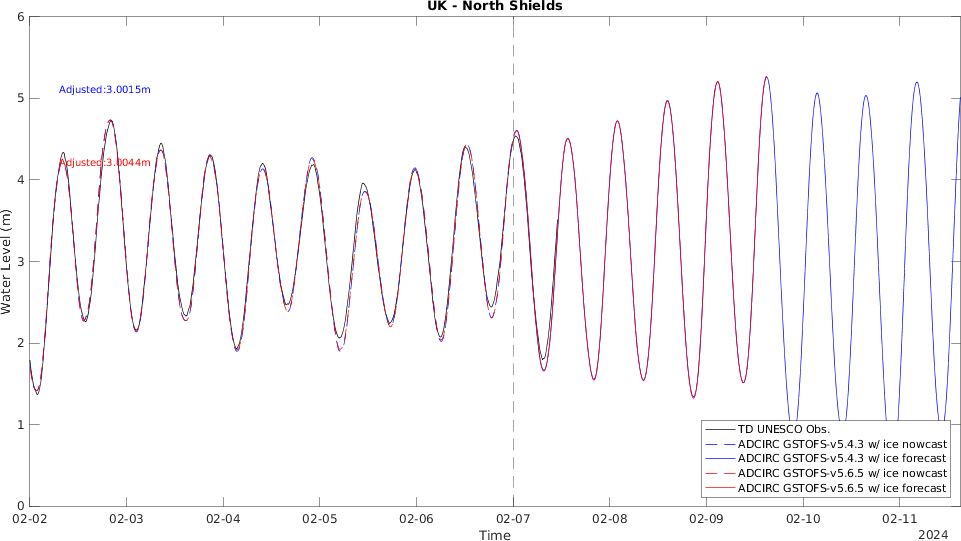 UK - North Shields
6
5
4
3
2
1
0
Water Level (m)
Adjusted:3.0015m
Adjusted:3.0044m
TD UNESCO Obs.
ADCIRC GSTOFS-v5.4.3 w/ ice nowcast
ADCIRC GSTOFS-v5.4.3 w/ ice forecast
ADCIRC GSTOFS-v5.6.5 w/ ice nowcast
ADCIRC GSTOFS-v5.6.5 w/ ice forecast
02-02 02-03 02-04 02-05 02-06 02-07 02-08 02-09 02-10 02-11
Time
2024